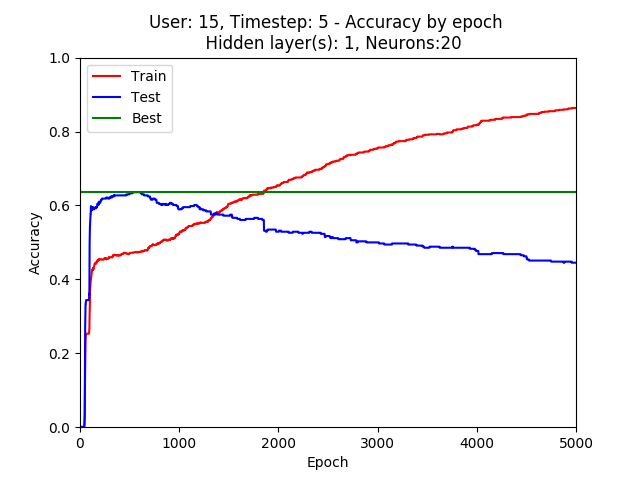 User: 15, Timestep: 5 - Accuracy by epoch
Hidden layer(s): 1, Neurons:20
1.0
Train
Test
Best
0.8
0.6
Accuracy
0.4
0.2
0.0
0 1000 2000 3000 4000 5000
Epoch